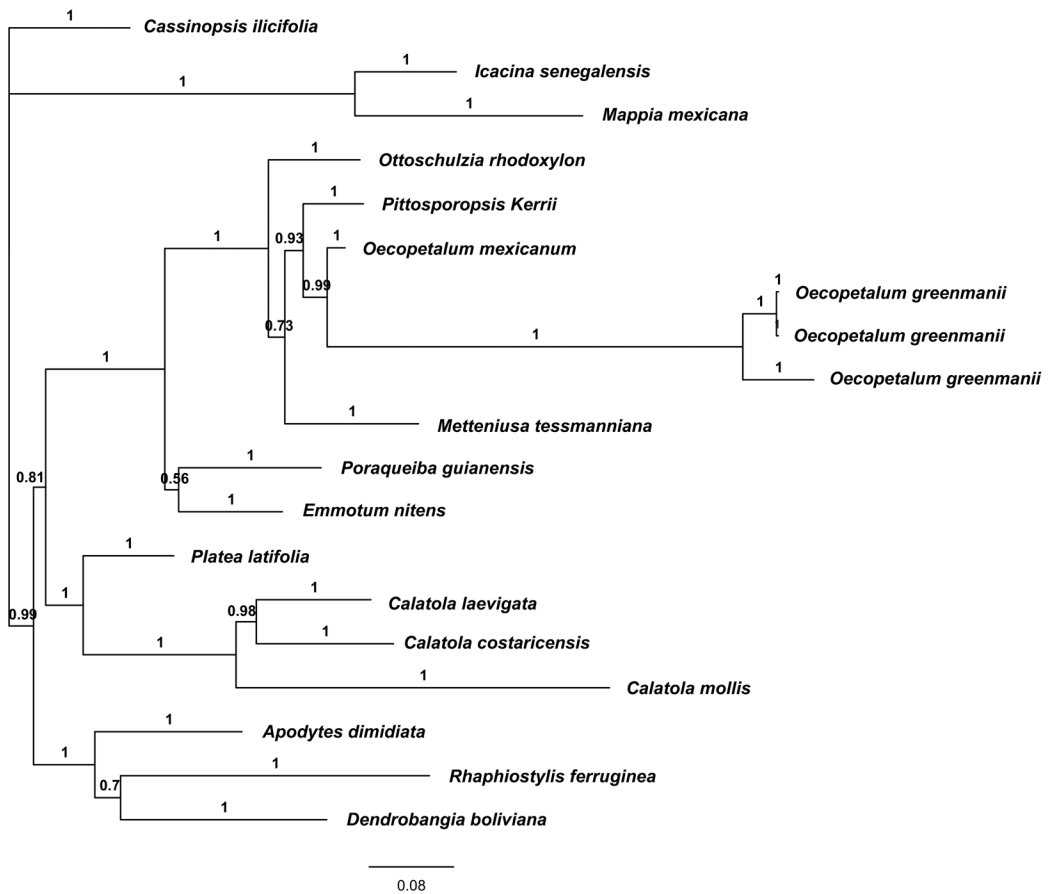 1
Cassinopsis ilicifolia
1
Icacina senegalensis
1
1
Mappia mexicana
1
Ottoschulzia rhodoxylon
1
Pittosporopsis Kerrii
1
0.93
1
Oecopetalum mexicanum
0.99
1
Oecopetalum greenmanii
1
1
Oecopetalum greenmanii
0.73
1
1
Oecopetalum greenmanii
1
1
Metteniusa tessmanniana
1
Poraqueiba guianensis
0.56
1
Emmotum nitens
0.81
1
Platea latifolia
1
1
Calatola laevigata
0.98
0.99
1
Calatola costaricensis
1
1
Calatola mollis
1
Apodytes dimidiata
1
1
Rhaphiostylis ferruginea
0.7
1
Dendrobangia boliviana
0.08